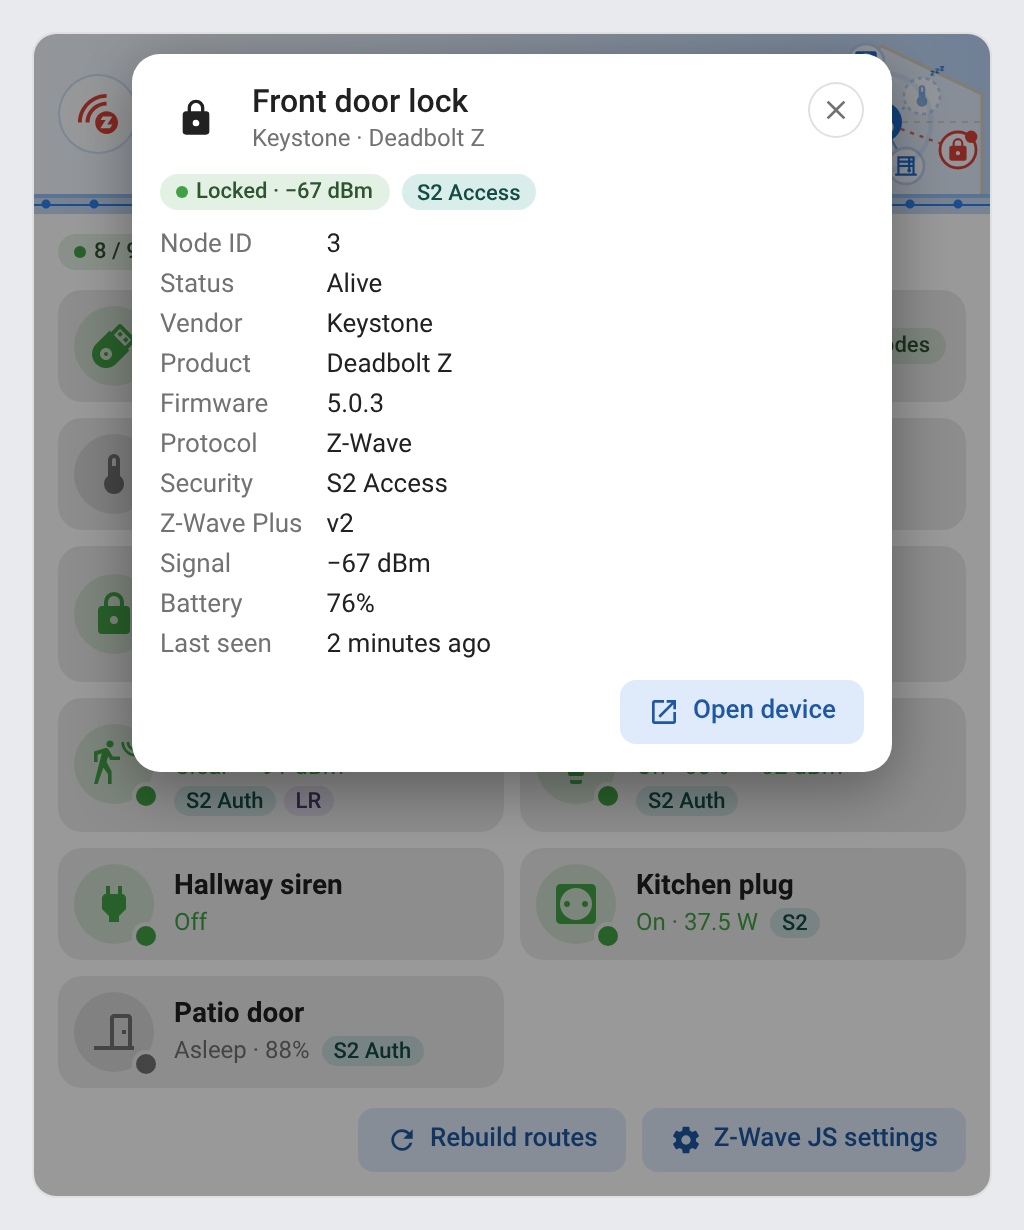 Front door lock
Keystone · Deadbolt Z
Locked · −67 dBm
S2 Access
8 / 9
Node ID 3
Status Alive
Vendor Keystone
Product Deadbolt Z
Firmware 5.0.3
Protocol Z-Wave
Security S2 Access
Z-Wave Plus v2
Signal −67 dBm
Battery 76%
Last seen 2 minutes ago
Open device
S2 Auth LR
S2 Auth
Hallway siren
Off
Kitchen plug
On · 37.5 W S2
Patio door
Asleep · 88% S2 Auth
Rebuild routes
Z-Wave JS settings